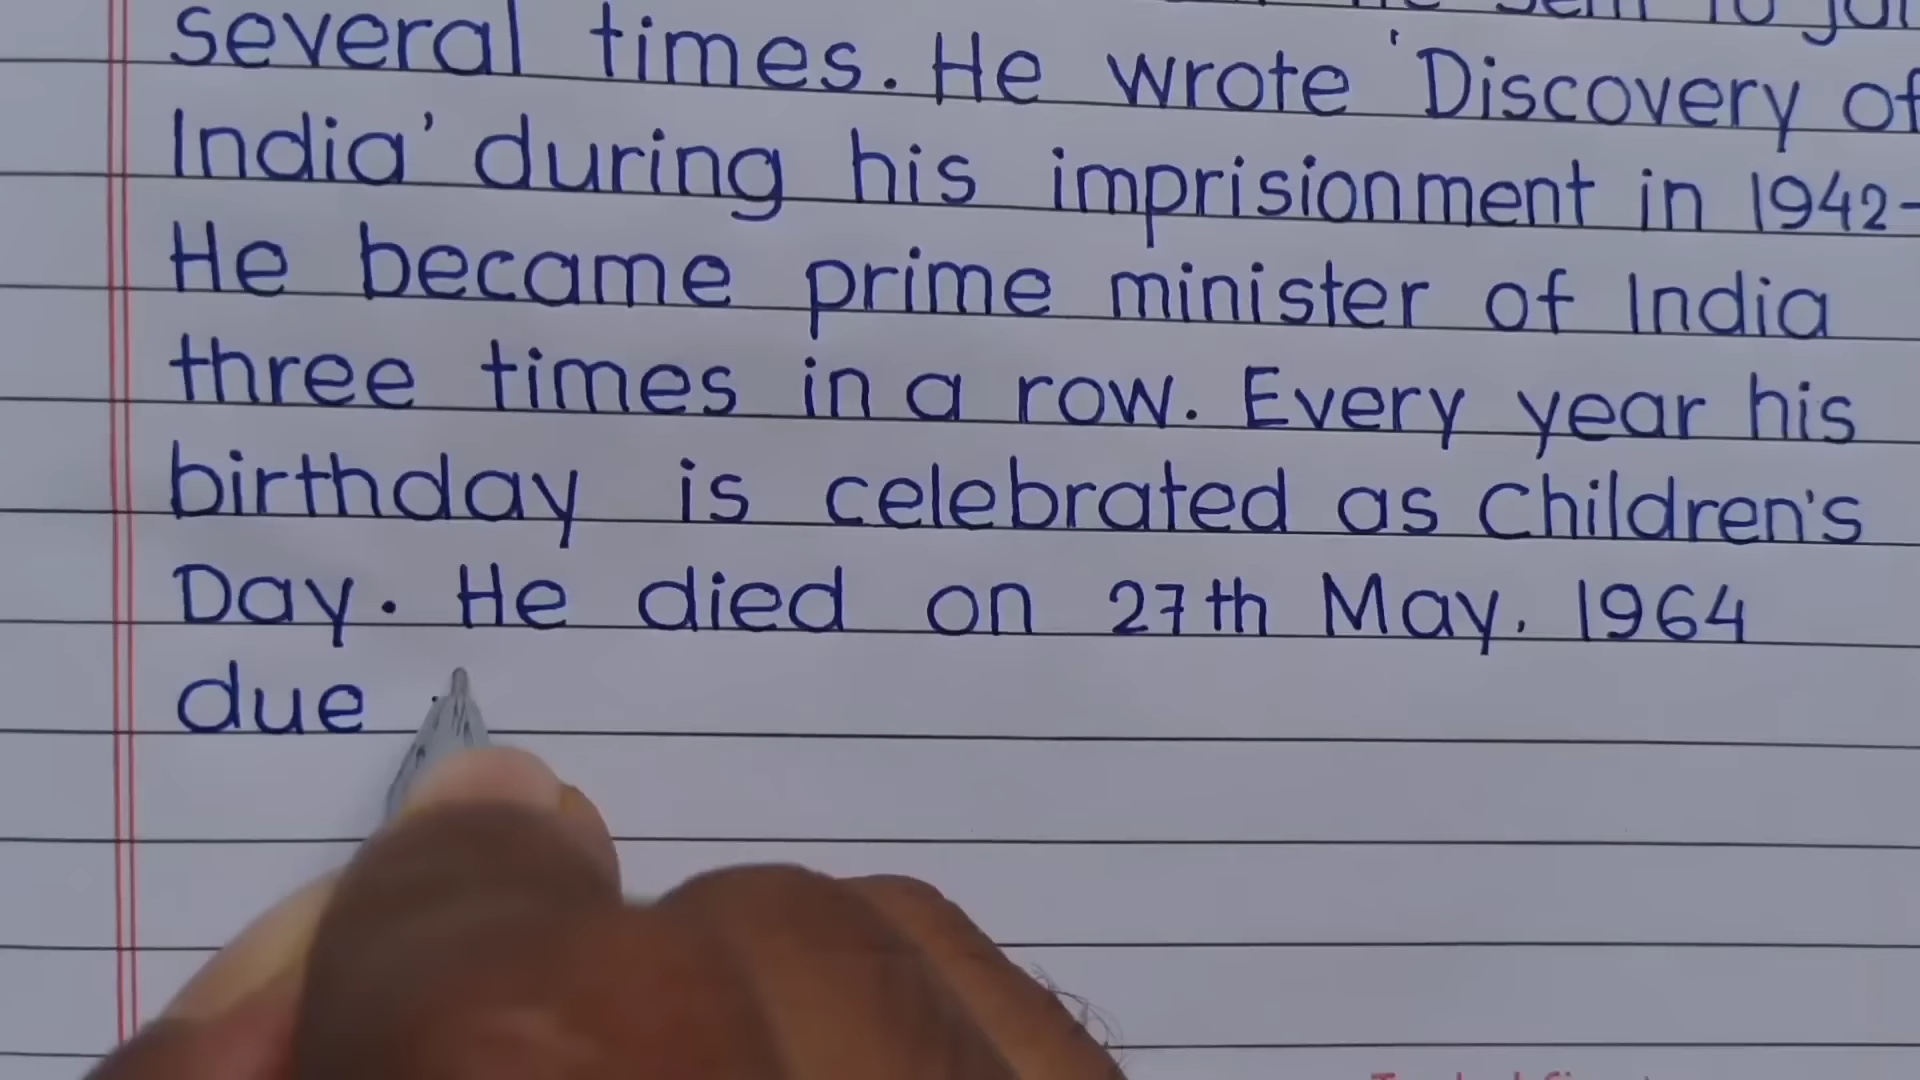 several times. He wrote 'Discovery of
India' during his imprisionment in 1942-
He became prime minister of India
three times in a row. Every year his
birthday is celebrated as Children's
Day. He died on 27th May, 1964
due